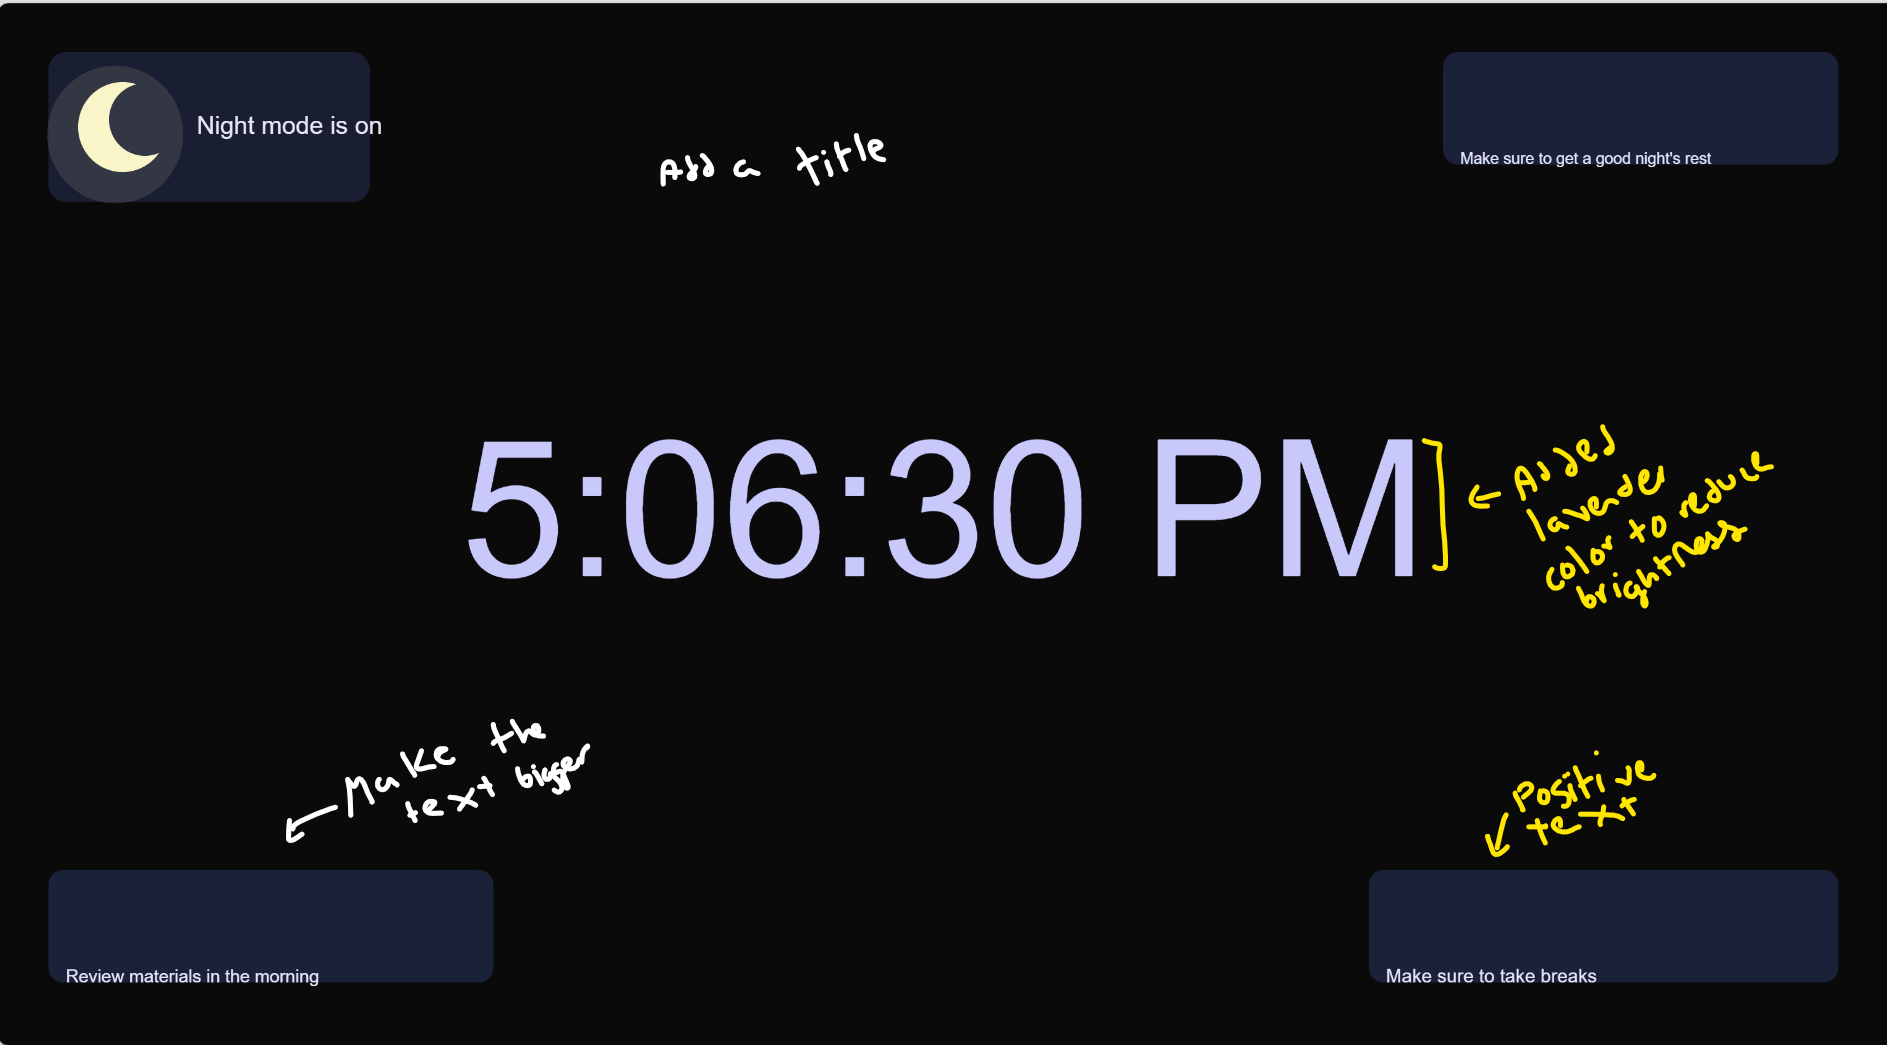 Night mode is on
Add a title
Make sure to get a good night's rest
5:06:30 PM
Added
lavender
color to reduce
brightness
Make the
text bigger
Positive
text
Review materials in the morning
Make sure to take breaks